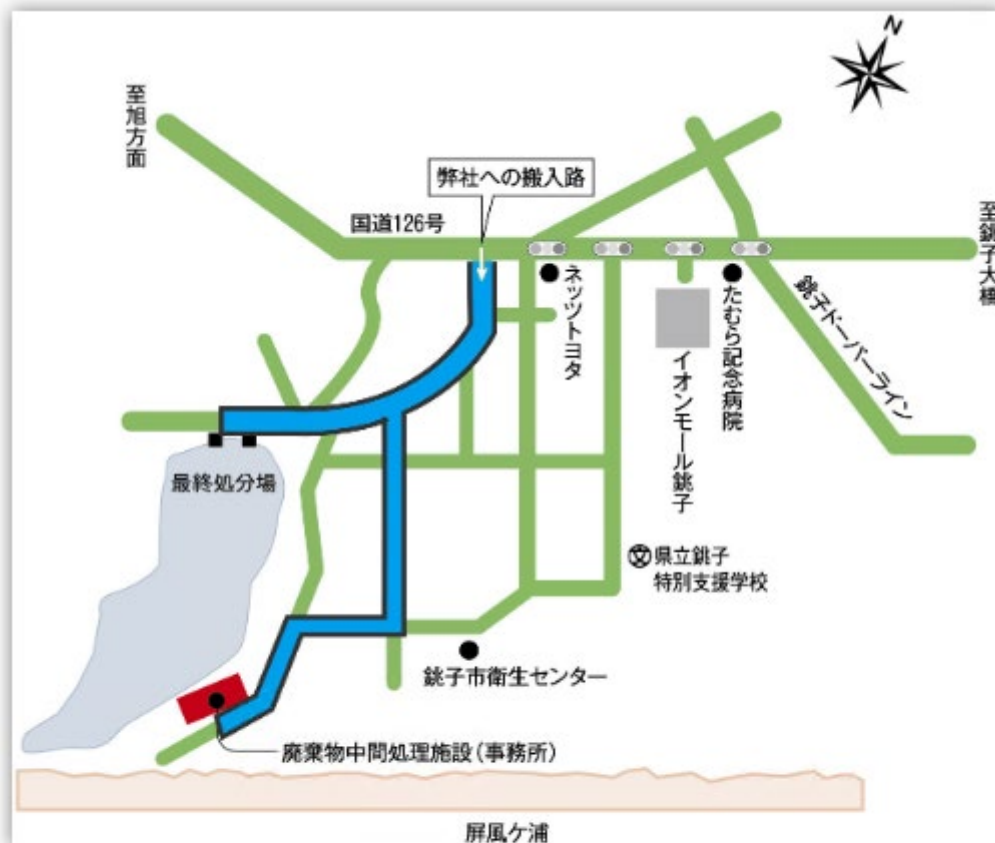 N
至旭方面
弊社への搬入路
国道126号
至銚子大橋
ネッツトヨタ
たむら記念病院
銚子ドーバーライン
イオンモール銚子
最終処分場
文
県立銚子
特別支援学校
銚子市衛生センター
廃棄物中間処理施設(事務所)
屏風ケ浦